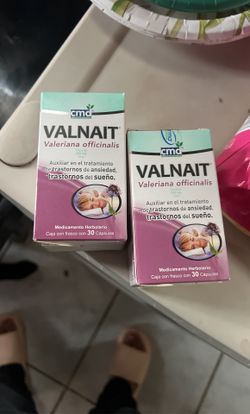 cmd
VALNAIT
Valeriana officinalis
Auxiliar en el tratamiento
de trastornos de ansiedad,
trastornos del sueño.
Medicamento Herbolario
Caja con frasco con 30 Cápsulas
cmd
VALNAIT
Valeriana officinalis
Auxiliar en el tratamiento
de trastornos de ansiedad,
trastornos del sueño.
Medicamento Herbolario
Caja con frasco con 30 Cápsulas